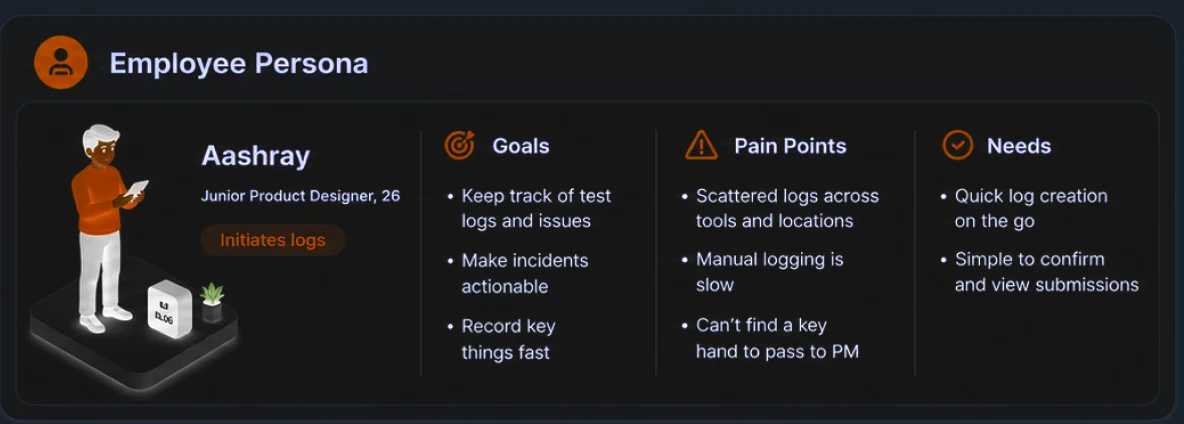 Employee Persona
Aashray
Junior Product Designer, 26
Initiates logs
Goals
• Keep track of test
logs and issues
• Make incidents
actionable
• Record key
things fast
Pain Points
• Scattered logs across
tools and locations
• Manual logging is
slow
• Can’t find a key
hand to pass to PM
Needs
• Quick log creation
on the go
• Simple to confirm
and view submissions